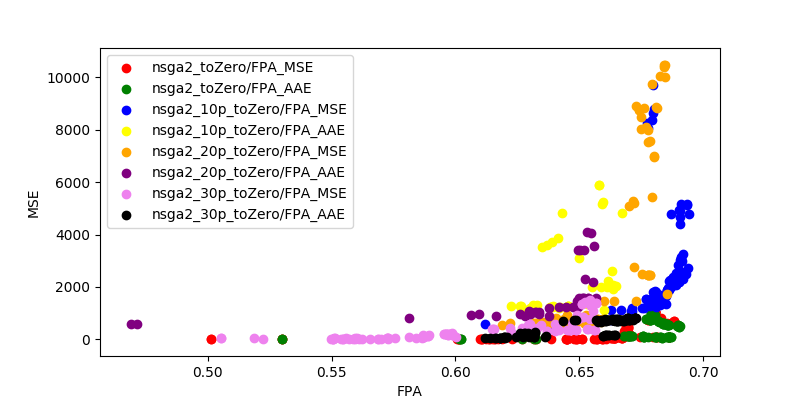 nsga2_toZero/FPA_MSE
nsga2_toZero/FPA_AAE
nsga2_10p_toZero/FPA_MSE
nsga2_10p_toZero/FPA_AAE
nsga2_20p_toZero/FPA_MSE
nsga2_20p_toZero/FPA_AAE
nsga2_30p_toZero/FPA_MSE
nsga2_30p_toZero/FPA_AAE
10000
8000
6000
4000
2000
0
MSE
0.50 0.55 0.60 0.65 0.70
FPA